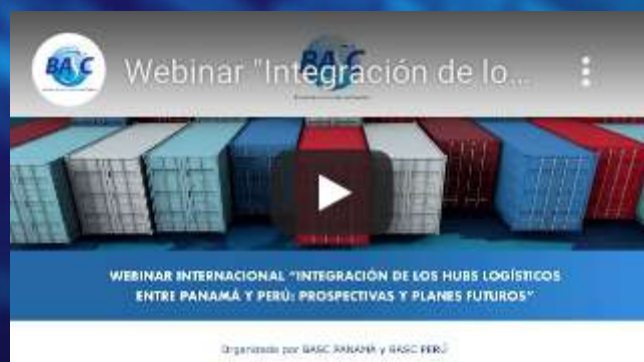 BASC
Webinar "Integración de lo...
BASC
WEBINAR INTERNACIONAL "INTEGRACIÓN DE LOS HUBS LOGÍSTICOS
ENTRE PANAMÁ Y PERÚ: PROSPECTIVAS Y PLANES FUTUROS"
Organizado por BASC PANAMÁ y BASC PERÚ